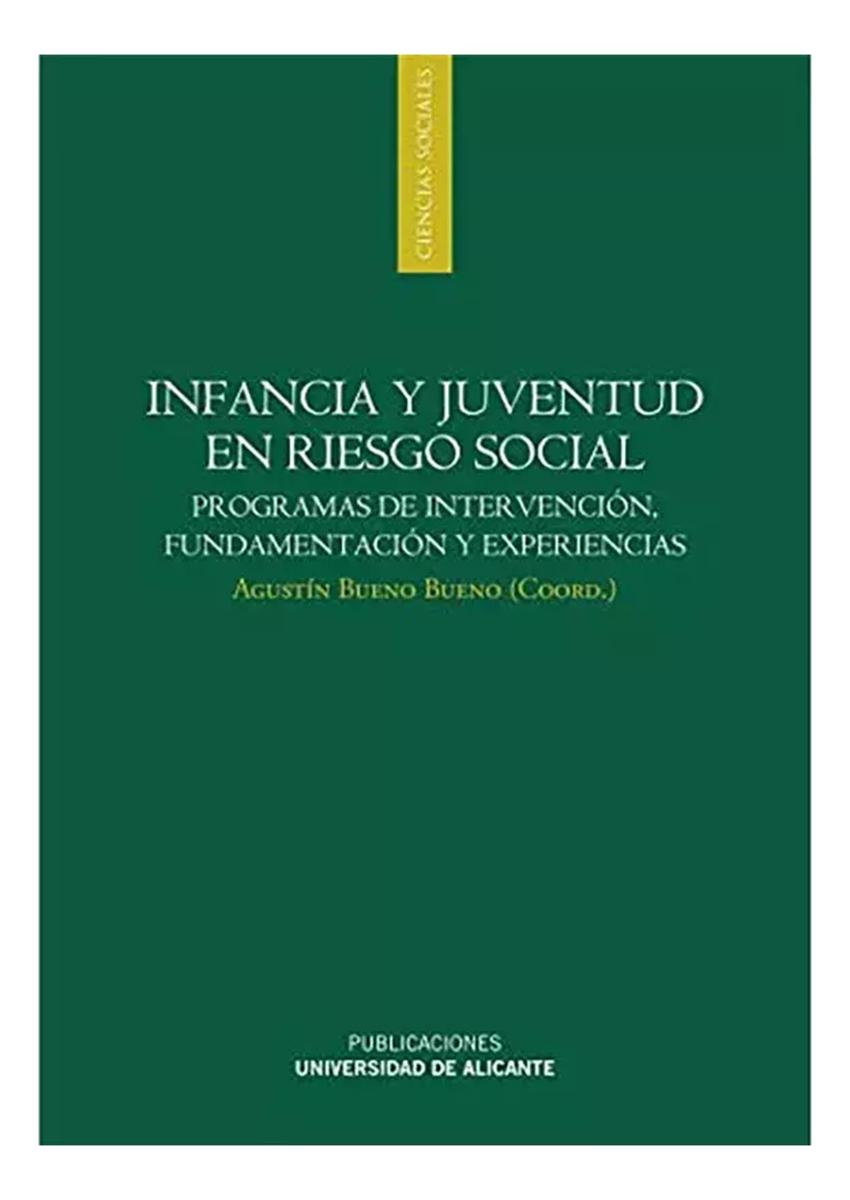 CIENCIAS SOCIALES
INFANCIA Y JUVENTUD
EN RIESGO SOCIAL
PROGRAMAS DE INTERVENCIÓN,
FUNDAMENTACIÓN Y EXPERIENCIAS
AGUSTÍN BUENO BUENO (COORD.)
PUBLICACIONES
UNIVERSIDAD DE ALICANTE